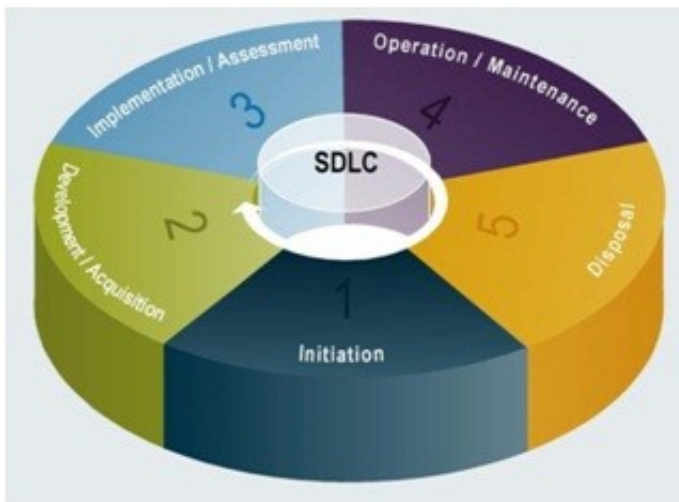 SDLC
1
Initiation
2
Development / Acquisition
3
Implementation / Assessment
4
Operation / Maintenance
5
Disposal